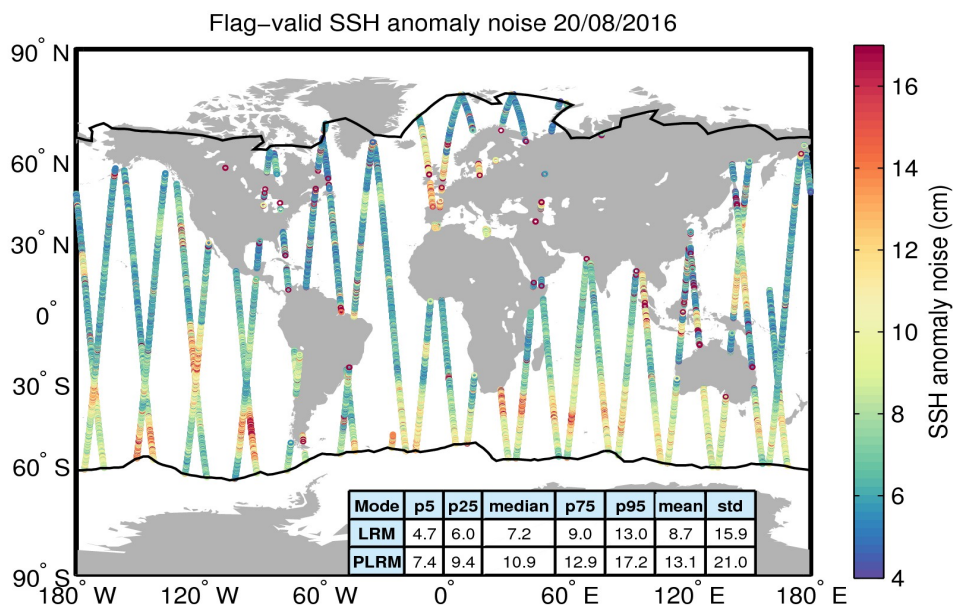 Flag−valid SSH anomaly noise 20/08/2016
90° N
60° N
30° N
0°
30° S
60° S
90° S
180° W 120° W 60° W 0° 60° E 120° E 180° E
Mode p5 p25 median p75 p95 mean std
LRM 4.7 6.0 7.2 9.0 13.0 8.7 15.9
PLRM 7.4 9.4 10.9 12.9 17.2 13.1 21.0
16
14
12
10
8
6
4
SSH anomaly noise (cm)